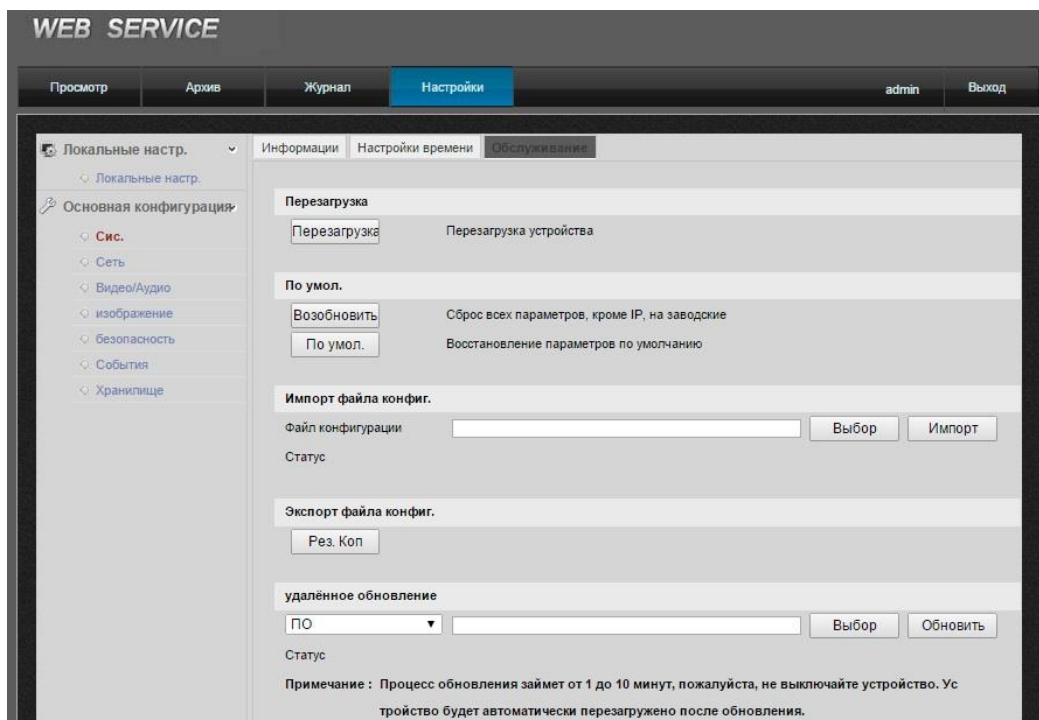 WEB SERVICE
Просмотр Архив Журнал Настройки admin Выход
Локальные настр.
Локальные настр.
Основная конфигурация
Сис.
Сеть
Видео/Аудио
изображение
безопасность
События
Хранилище
Информации Настройки времени Обслуживание
Перезагрузка
Перезагрузка Перезагрузка устройства
По умол.
Возобновить Сброс всех параметров, кроме IP, на заводские
По умол. Восстановление параметров по умолчанию
Импорт файла конфиг.
Файл конфигурации Выбор Импорт
Статус
Экспорт файла конфиг.
Рез. Коп
удалённое обновление
ПО Выбор Обновить
Статус
Примечание : Процесс обновления займет от 1 до 10 минут, пожалуйста, не выключайте устройство. Ус
тройство будет автоматически перезагружено после обновления.